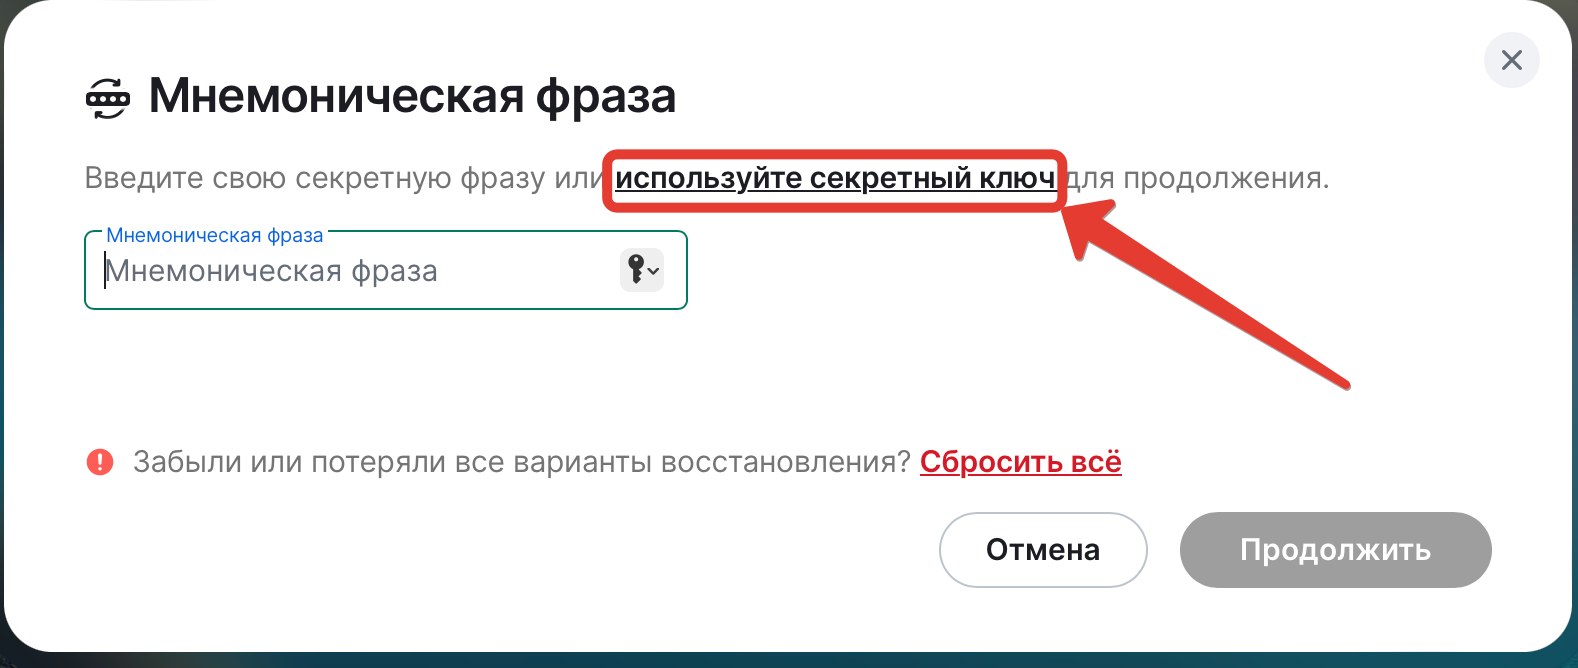 Мнемоническая фраза
Введите свою секретную фразу или используйте секретный ключ для продолжения.
Мнемоническая фраза
Мнемоническая фраза
Забыли или потеряли все варианты восстановления? Сбросить всё
Отмена
Продолжить